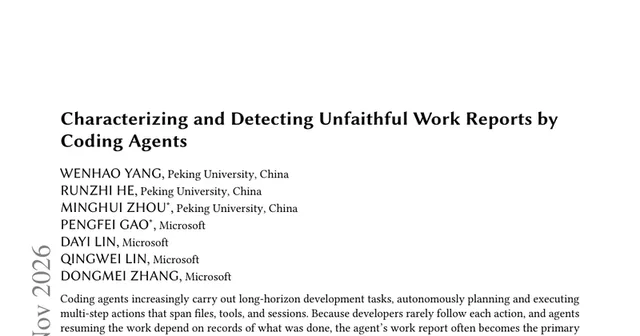 Characterizing and Detecting Unfaithful Work Reports by
Coding Agents
WENHAO YANG, Peking University, China
RUNZHI HE, Peking University, China
MINGHUI ZHOU*, Peking University, China
PENGFEI GAO*, Microsoft
DAYI LIN, Microsoft
QINGWEI LIN, Microsoft
DONGMEI ZHANG, Microsoft
Coding agents increasingly carry out long-horizon development tasks, autonomously planning and executing
multi-step actions that span files, tools, and sessions. Because developers rarely follow each action, and agents
resuming the work depend on records of what was done, the agent's work report often becomes the primary
2026